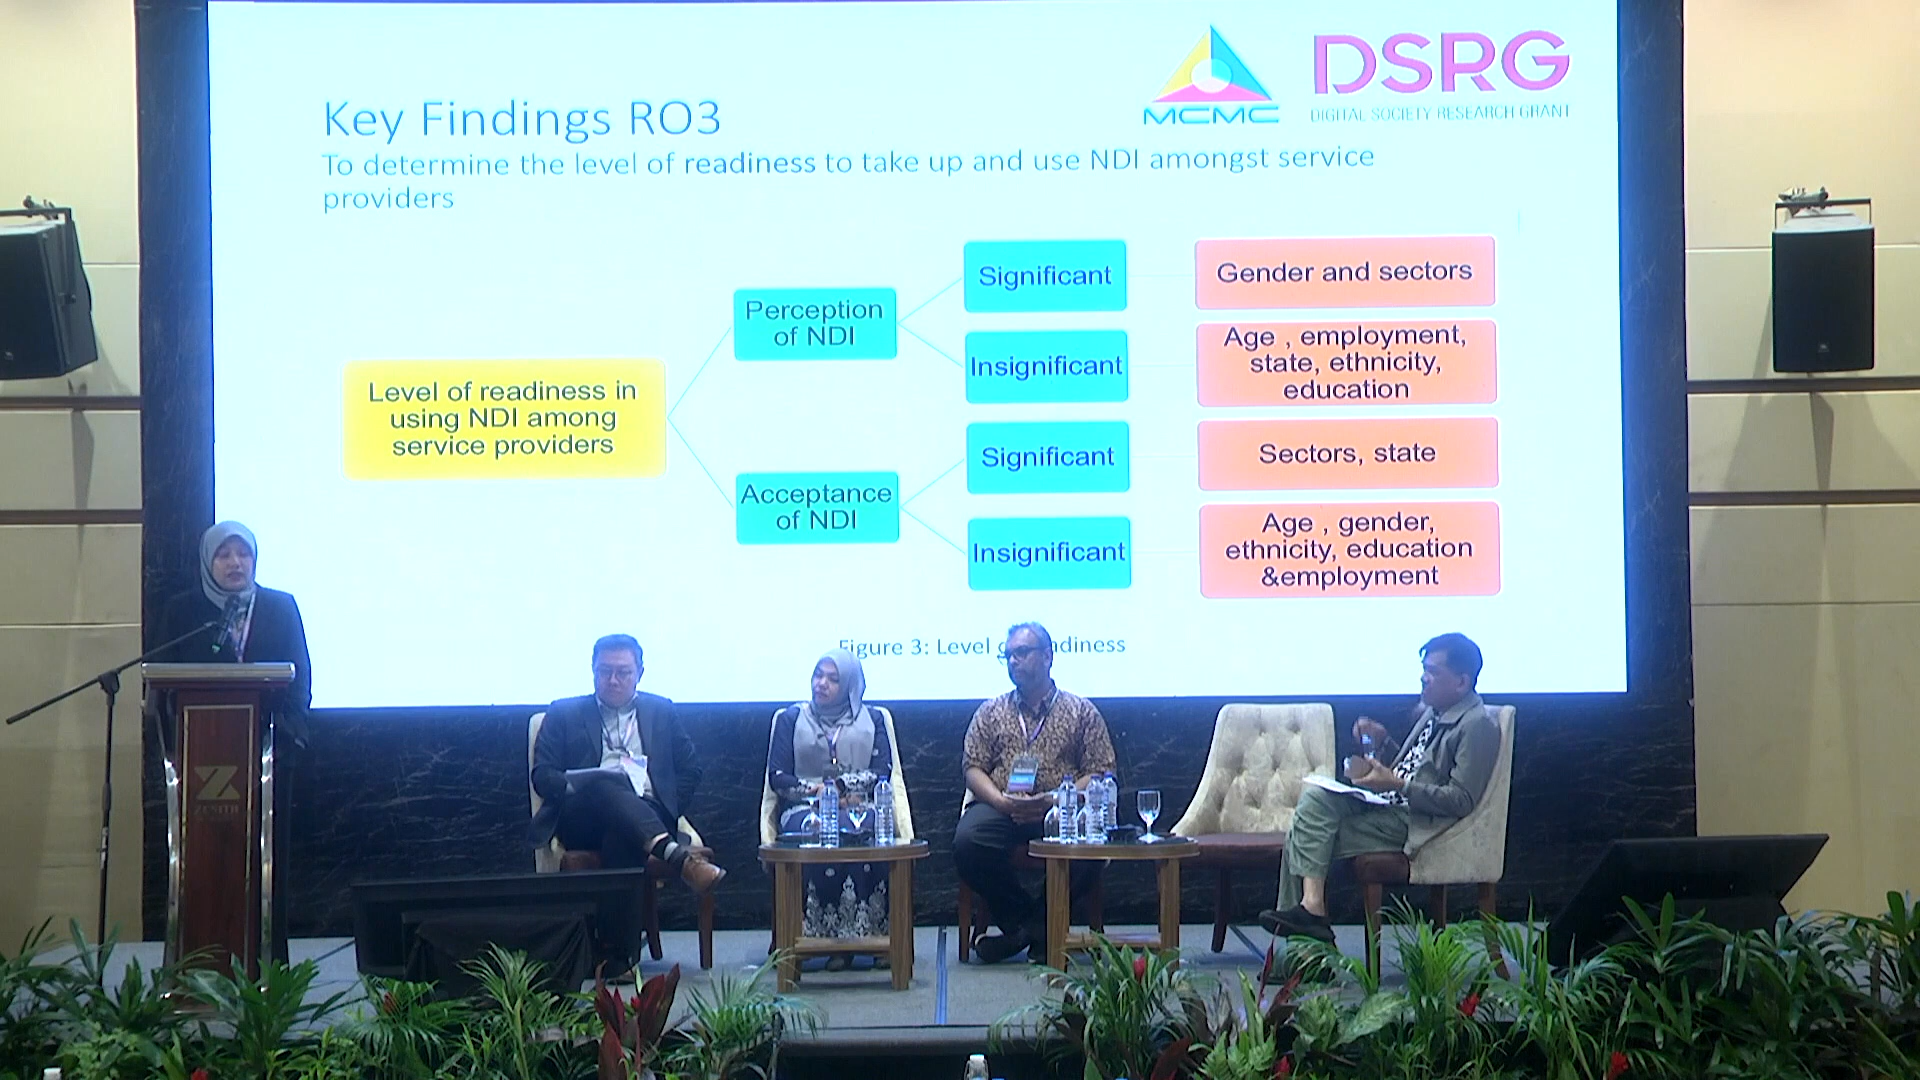 MCMC
DSRG
DIGITAL SOCIETY RESEARCH GRANT
Key Findings RO3
To determine the level of readiness to take up and use NDI amongst service
providers
Level of readiness in
using NDI among
service providers
Perception
of NDI
Significant
Gender and sectors
Insignificant
Age , employment,
state, ethnicity,
education
Acceptance
of NDI
Significant
Sectors, state
Insignificant
Age , gender,
ethnicity, education
&employment
Figure 3: Level readiness
Z
ZENITH